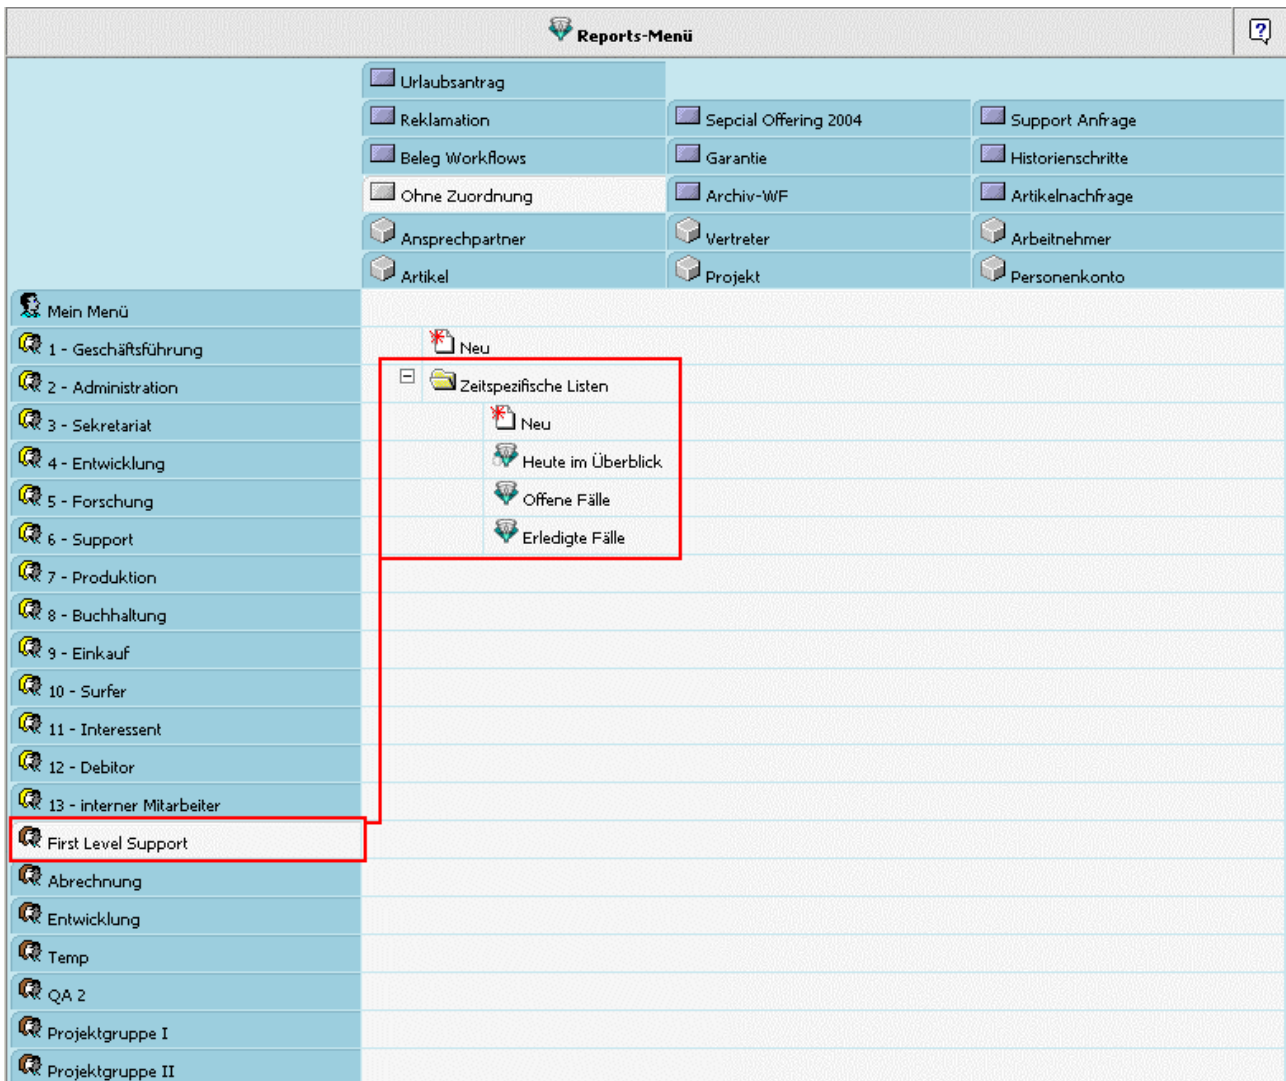 Reports-Menü
Urlaubsantrag
Reklamation Sepcial Offering 2004 Support Anfrage
Beleg Workflows Garantie Historienschritte
Ohne Zuordnung Archiv-WF Artikelnachfrage
Ansprechpartner Vertreter Arbeitnehmer
Artikel Projekt Personenkonto
Mein Menü
1 - Geschäftsführung Neu
2 - Administration Zeitspezifische Listen
3 - Sekretariat Neu
4 - Entwicklung Heute im Überblick
5 - Forschung Offene Fälle
6 - Support Erledigte Fälle
7 - Produktion
8 - Buchhaltung
9 - Einkauf
10 - Surfer
11 - Interessent
12 - Debitor
13 - interner Mitarbeiter
First Level Support
Abrechnung
Entwicklung
Temp
QA 2
Projektgruppe I
Projektgruppe II